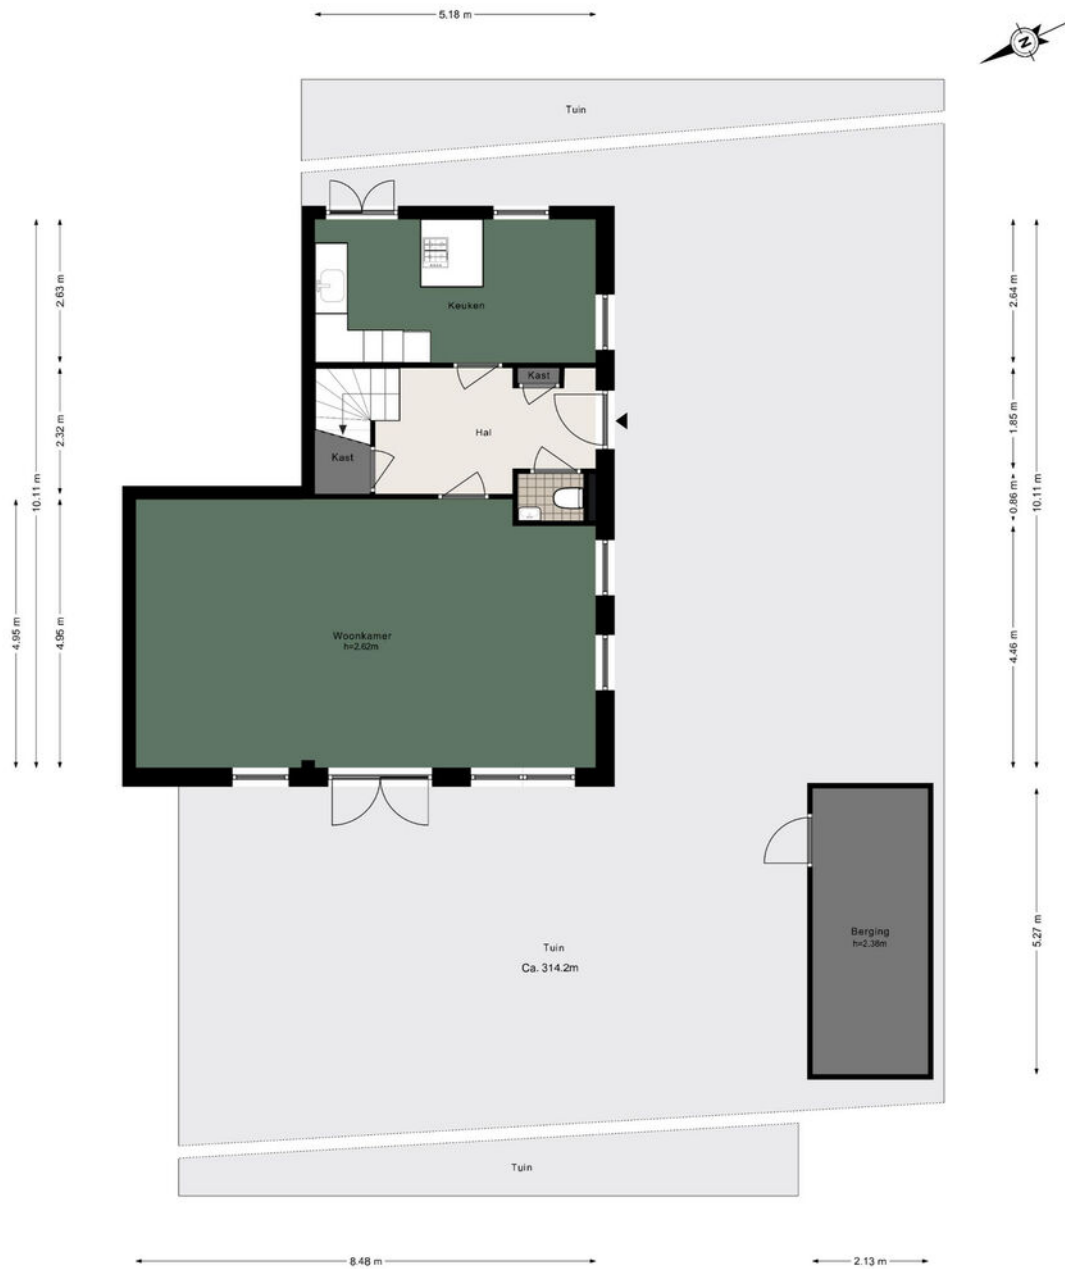 5.18 m
N
Tuin
2.63 m
2.64 m
Keuken
Kast
2.32 m
1.85 m
Hal
Kast
10.11 m
10.11 m
0.86 m
4.95 m
4.95 m
Woonkamer
h=2.62m
4.46 m
Berging
h=2.38m
5.27 m
Tuin
Ca. 314.2m
Tuin
8.48 m
2.13 m